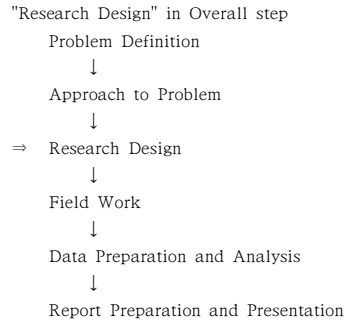 "Research Design" in Overall step
Problem Definition
↓
Approach to Problem
↓
⇒ Research Design
↓
Field Work
↓
Data Preparation and Analysis
↓
Report Preparation and Presentation